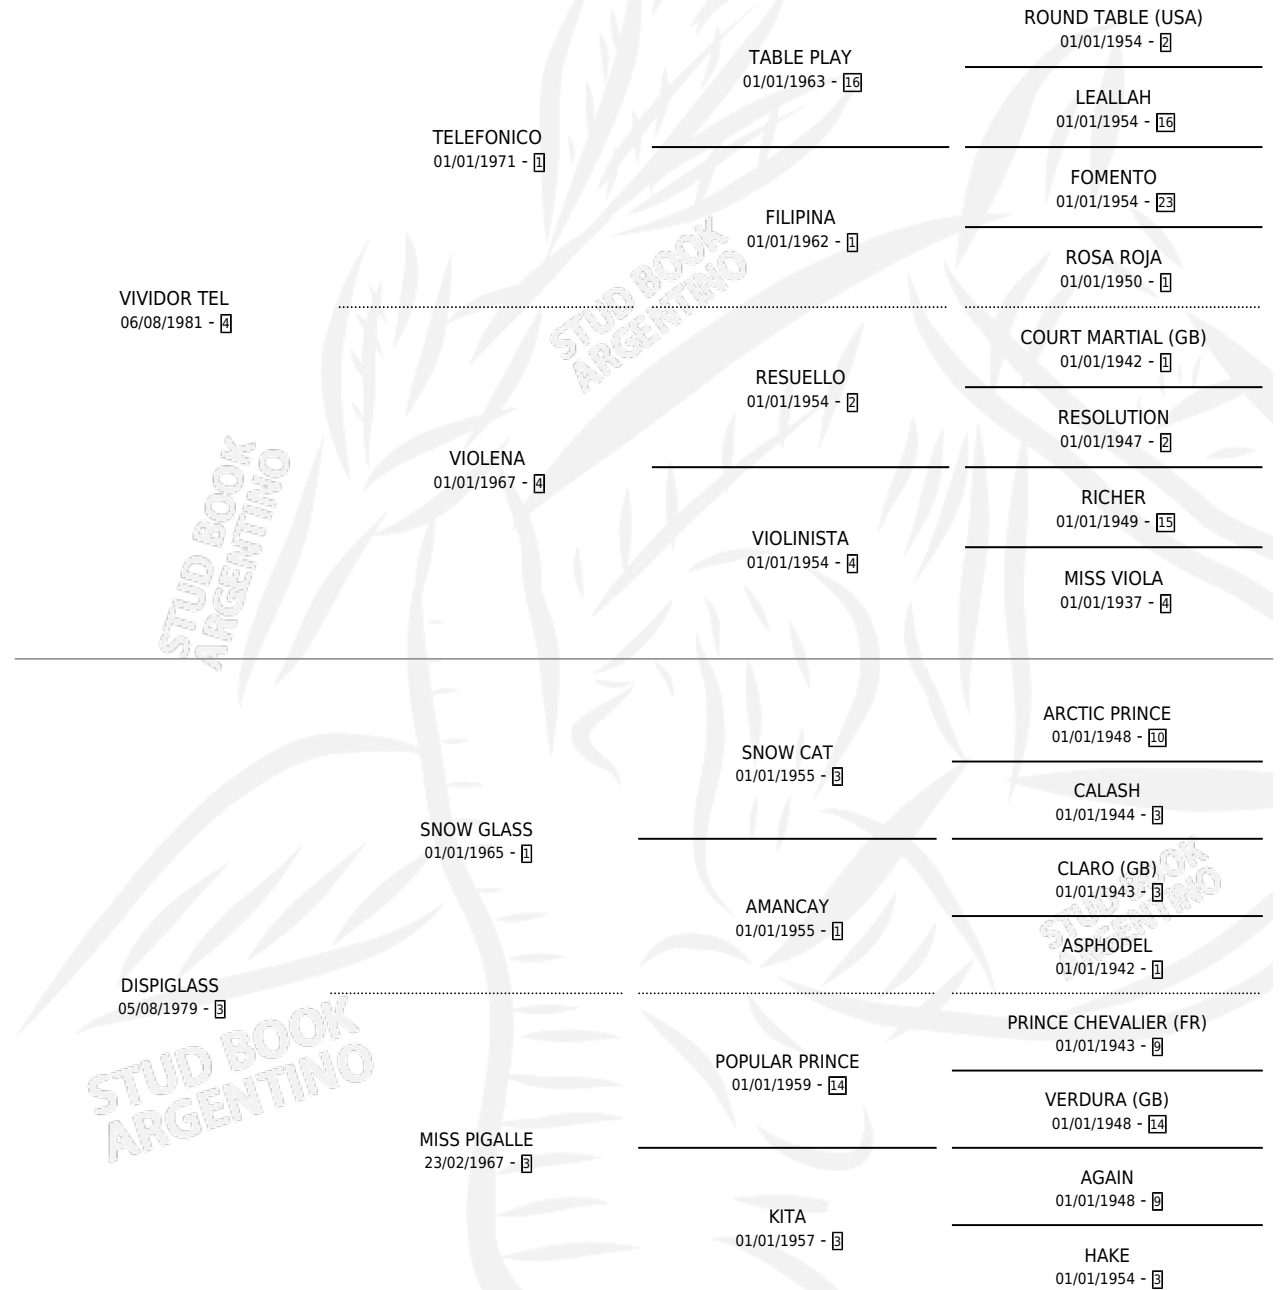 ROUND TABLE (USA)
01/01/1954 - 2
TABLE PLAY
01/01/1963 - 16
LEALLAH
01/01/1954 - 16
TELEFONICO
01/01/1971 - 1
FOMENTO
01/01/1954 - 23
FILIPINA
01/01/1962 - 1
ROSA ROJA
01/01/1950 - 1
VIVIDOR TEL
06/08/1981 - 4
STUD BOOK
ARGENTINO
COURT MARTIAL (GB)
01/01/1942 - 1
RESUELLO
01/01/1954 - 2
RESOLUTION
01/01/1947 - 2
VIOLENA
01/01/1967 - 4
RICHER
01/01/1949 - 15
VIOLINISTA
01/01/1954 - 4
MISS VIOLA
01/01/1937 - 4
STUD BOOK
ARGENTINO
ARCTIC PRINCE
01/01/1948 - 10
SNOW CAT
01/01/1955 - 3
CALASH
01/01/1944 - 3
SNOW GLASS
01/01/1965 - 1
CLARO (GB)
01/01/1943 - 3
AMANCAY
01/01/1955 - 1
STUD BOOK
ARGENTINO
ASPHODEL
01/01/1942 - 1
DISPIGLASS
05/08/1979 - 3
PRINCE CHEVALIER (FR)
01/01/1943 - 9
STUD BOOK
ARGENTINO
POPULAR PRINCE
01/01/1959 - 14
VERDURA (GB)
01/01/1948 - 14
MISS PIGALLE
23/02/1967 - 3
AGAIN
01/01/1948 - 9
KITA
01/01/1957 - 3
HAKE
01/01/1954 - 3